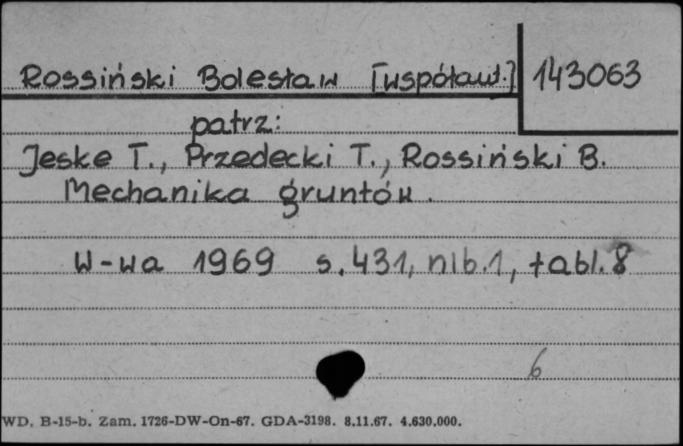 Rossiński Bolesław [współaut.] 143063
patrz:
Jeske T., Przedecki T., Rossiński B.
Mechanika gruntów.
W-wa 1969 s. 431, nlb. 1, tabl. 8
6
WD. B-15-b. Zam. 1726-DW-On-67. GDA-3198. 8.11.67. 4.630.000.